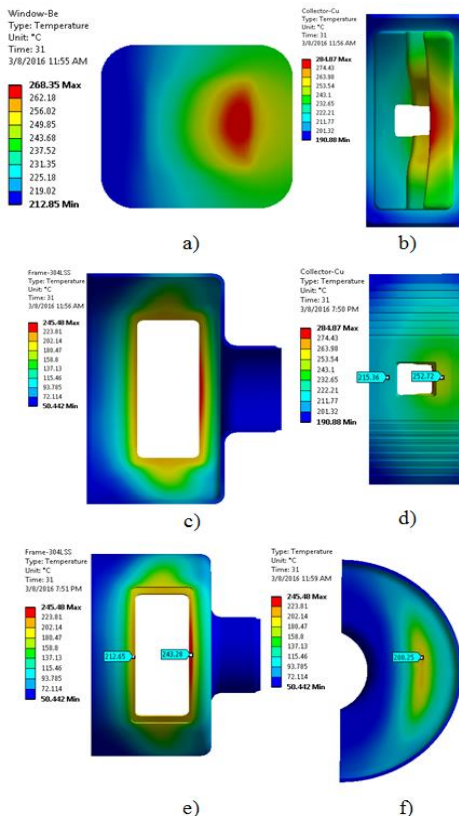 Window-Be
Type: Temperature
Unit: °C
Time: 31
3/8/2016 11:55 AM
268.35 Max
262.18
256.02
249.85
243.68
237.52
231.35
225.18
219.02
212.85 Min
a)
Collector-Cu
Type: Temperature
Unit: °C
Time: 31
3/8/2016 11:56 AM
284.87 Max
274.43
263.98
253.54
243.1
232.65
222.21
211.77
201.32
190.88 Min
b)
Frame-304LSS
Type: Temperature
Unit: °C
Time: 31
3/8/2016 11:56 AM
245.48 Max
223.81
202.14
180.47
158.8
137.13
115.46
93.785
72.114
50.442 Min
c)
Collector-Cu
Type: Temperature
Unit: °C
Time: 31
3/8/2016 7:50 PM
284.87 Max
274.43
263.98
253.54
243.1
232.65
222.21
211.77
201.32
190.88 Min
215.36
252.72
d)
Frame-304LSS
Type: Temperature
Unit: °C
Time: 31
3/8/2016 7:51 PM
245.48 Max
223.81
202.14
180.47
158.8
137.13
115.46
93.785
72.114
50.442 Min
212.65
243.28
e)
Type: Temperature
Unit: °C
Time: 31
3/8/2016 11:59 AM
245.48 Max
223.81
202.14
180.47
158.8
137.13
115.46
93.785
72.114
50.442 Min
f)